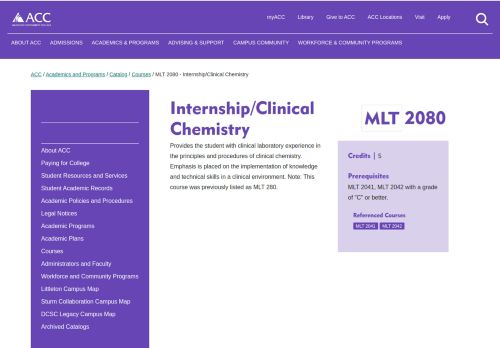 ACC
myACC
Library
Give to ACC
ACC Locations
Visit
Apply
ABOUT ACC
ADMISSIONS
ACADEMICS & PROGRAMS
ADVISING & SUPPORT
CAMPUS COMMUNITY
WORKFORCE & COMMUNITY PROGRAMS
ACC / Academics and Programs / Catalog / Courses / MLT 2080 - Internship/Clinical Chemistry
About ACC
Paying for College
Student Resources and Services
Student Academic Records
Academic Policies and Procedures
Legal Notices
Academic Programs
Academic Plans
Courses
Administrators and Faculty
Workforce and Community Programs
Littleton Campus Map
Sturm Collaboration Campus Map
DCSC Legacy Campus Map
Archived Catalogs
Internship/Clinical
Chemistry
Provides the student with clinical laboratory experience in
the principles and procedures of clinical chemistry.
Emphasis is placed on the implementation of knowledge
and technical skills in a clinical environment. Note: This
course was previously listed as MLT 280.
MLT 2080
Credits | 5
Prerequisites
MLT 2041, MLT 2042 with a grade
of "C" or better.
Referenced Courses
MLT 2041 MLT 2042